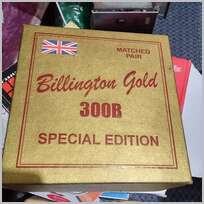 MATCHED
PAIR
Billington Gold
300B
SPECIAL EDITION